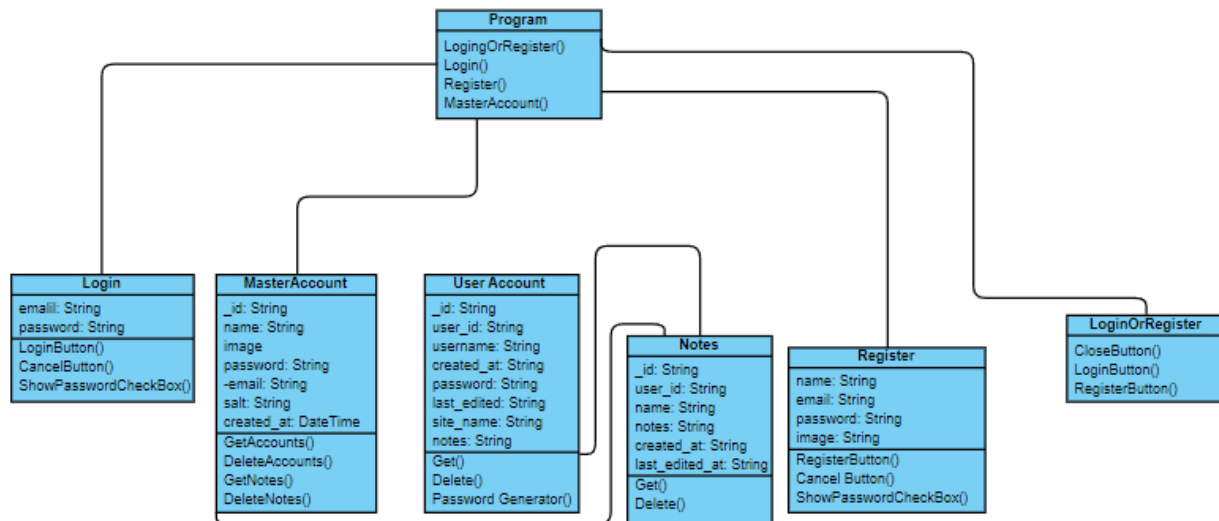 Program
LogingOrRegister()
Login()
Register()
MasterAccount()
Login
emalil: String
password: String
LoginButton()
CancelButton()
ShowPasswordCheckBox()
MasterAccount
_id: String
name: String
image
password: String
-email: String
salt: String
created_at: DateTime
GetAccounts()
DeleteAccounts()
GetNotes()
DeleteNotes()
User Account
_id: String
user_id: String
username: String
created_at: String
password: String
last_edited: String
site_name: String
notes: String
Get()
Delete()
Password Generator()
Notes
_id: String
user_id: String
name: String
notes: String
created_at: String
last_edited_at: String
Get()
Delete()
Register
name: String
email: String
password: String
image: String
RegisterButton()
Cancel Button()
ShowPasswordCheckBox()
LoginOrRegister
CloseButton()
LoginButton()
RegisterButton()